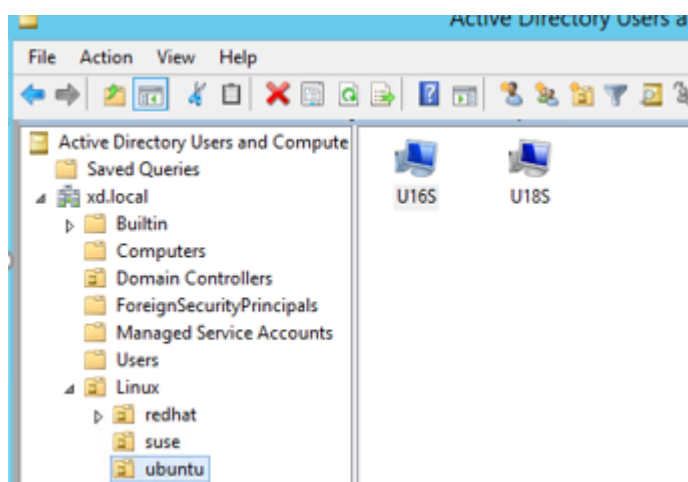 Active Directory Users a
File Action View Help
Active Directory Users and Compute
Saved Queries
xd.local
Builtin
Computers
Domain Controllers
ForeignSecurityPrincipals
Managed Service Accounts
Users
Linux
redhat
suse
ubuntu
U16S U18S